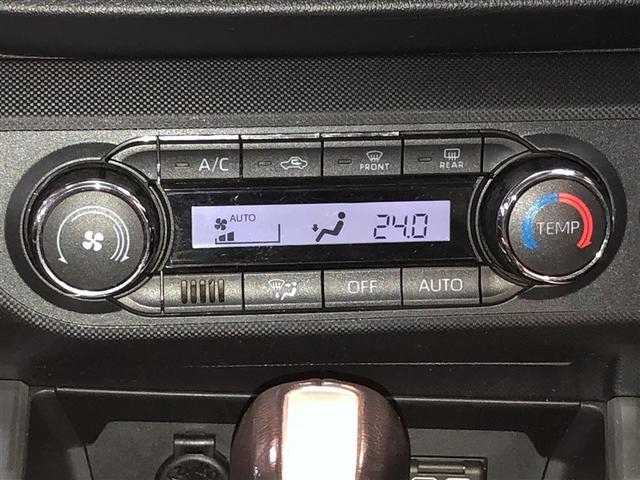 A/C
FRONT
REAR
AUTO
24.0
TEMP
OFF
AUTO